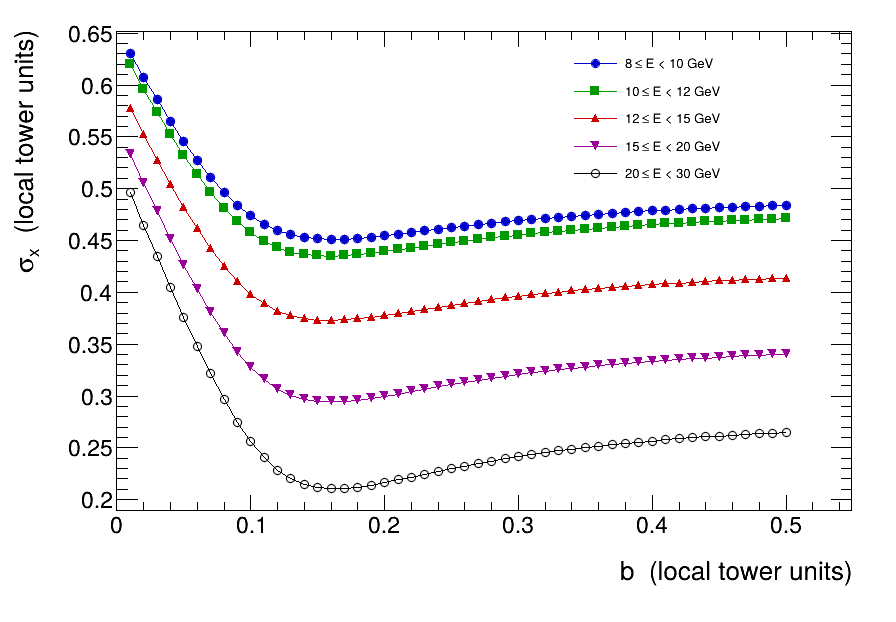 σx (local tower units)
0.65
0.6
0.55
0.5
0.45
0.4
0.35
0.3
0.25
0.2
8 ≤ E < 10 GeV
10 ≤ E < 12 GeV
12 ≤ E < 15 GeV
15 ≤ E < 20 GeV
20 ≤ E < 30 GeV
0 0.1 0.2 0.3 0.4 0.5
b (local tower units)